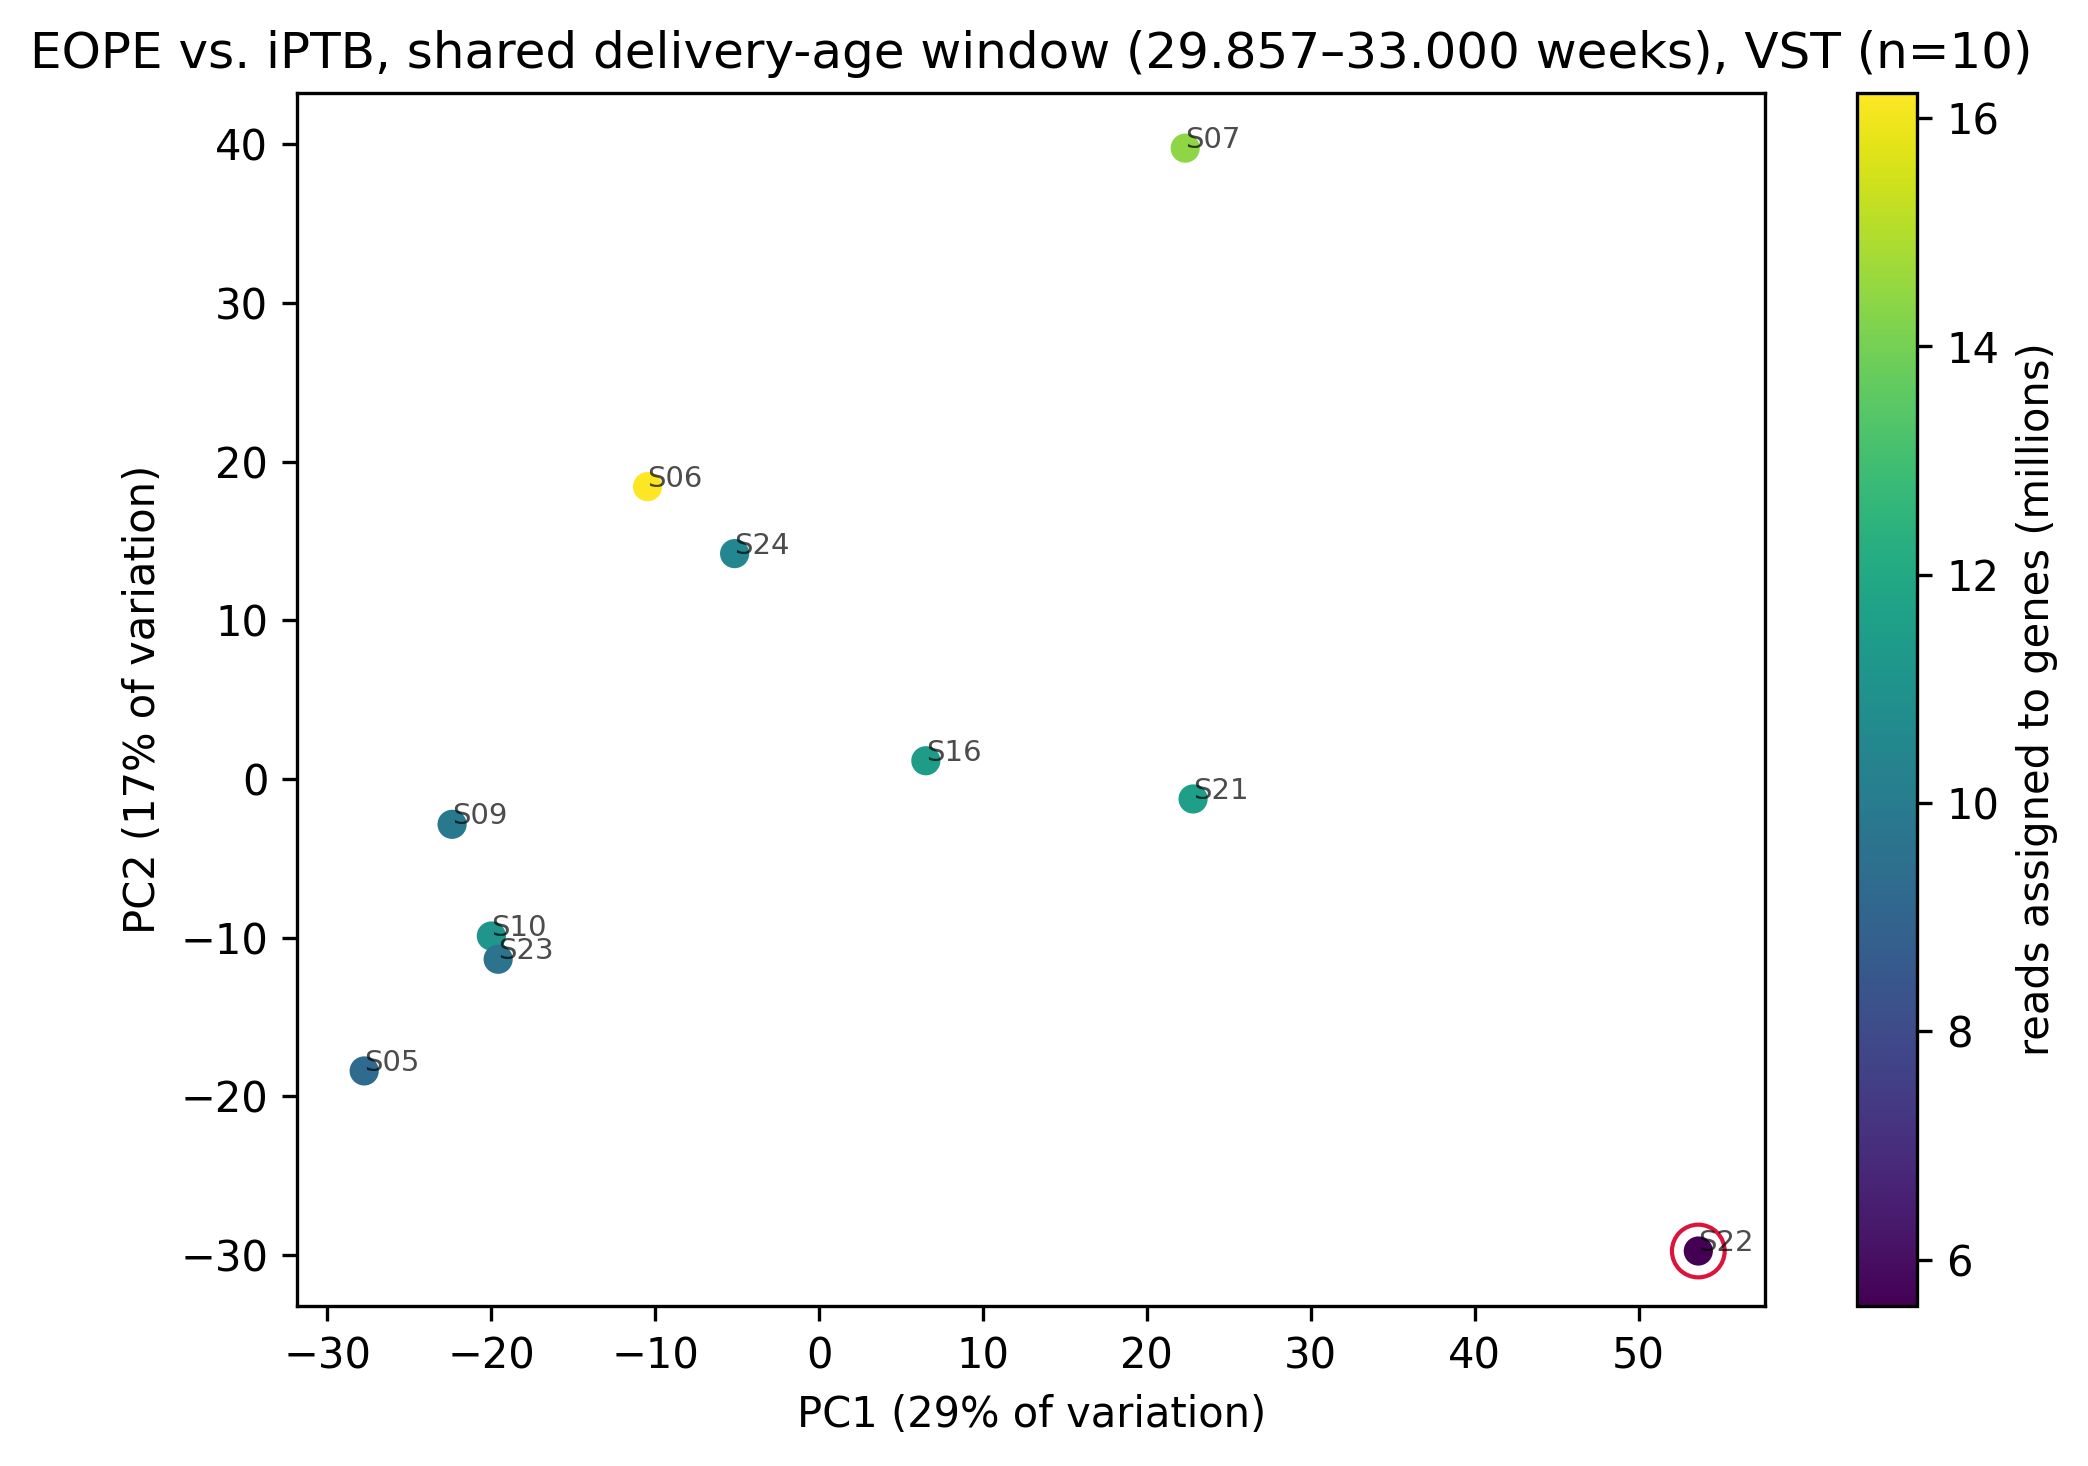 EOPE vs. iPTB, shared delivery-age window (29.857–33.000 weeks), VST (n=10)
PC2 (17% of variation)
40
30
20
10
0
−10
−20
−30
S07
S06
S24
S16
S21
S09
S10
S23
S05
S22
−30
−20
−10
0
10
20
30
40
50
PC1 (29% of variation)
16
14
12
10
8
6
reads assigned to genes (millions)